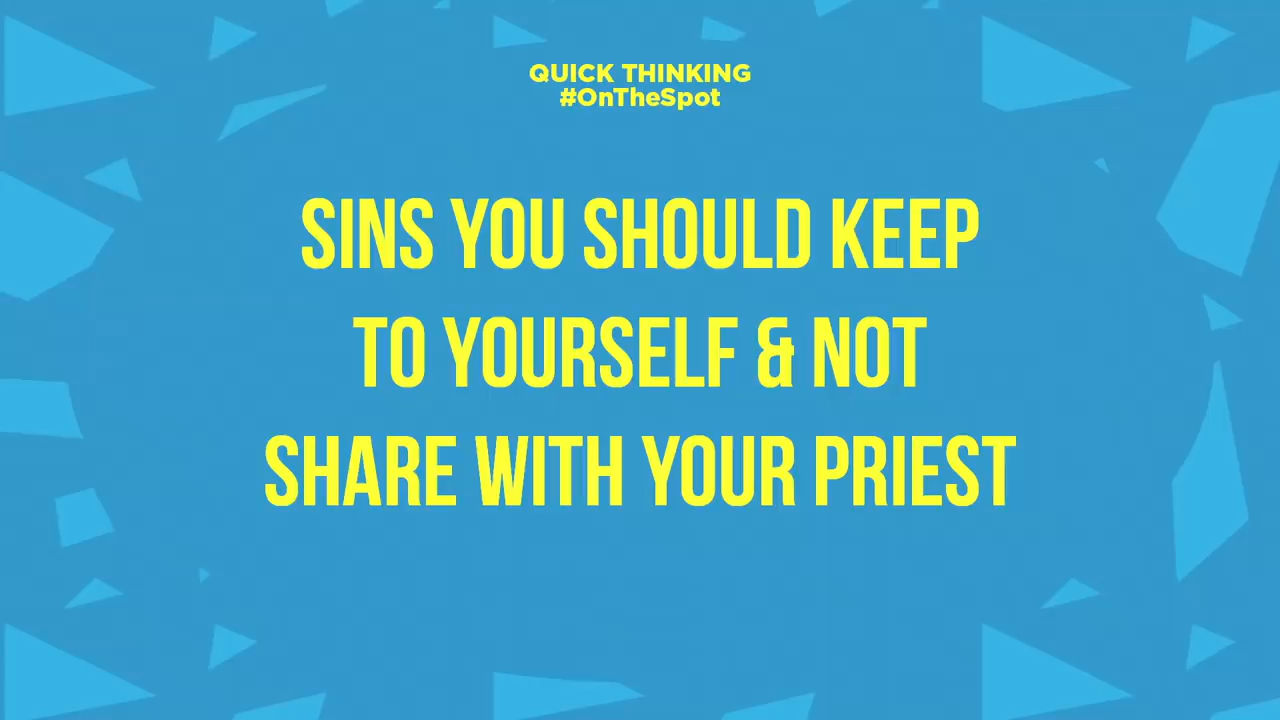 QUICK THINKING
#OnTheSpot
SINS YOU SHOULD KEEP
TO YOURSELF & NOT
SHARE WITH YOUR PRIEST